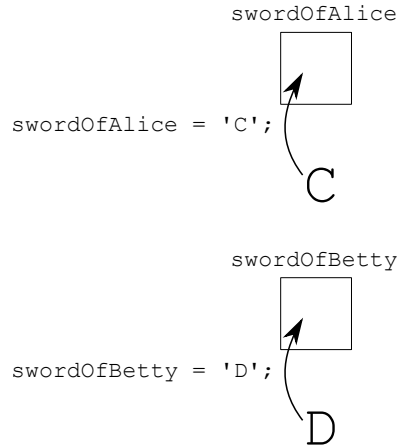 swordOfAlice
swordOfAlice = 'C';
C
swordOfBetty
swordOfBetty = 'D';
D